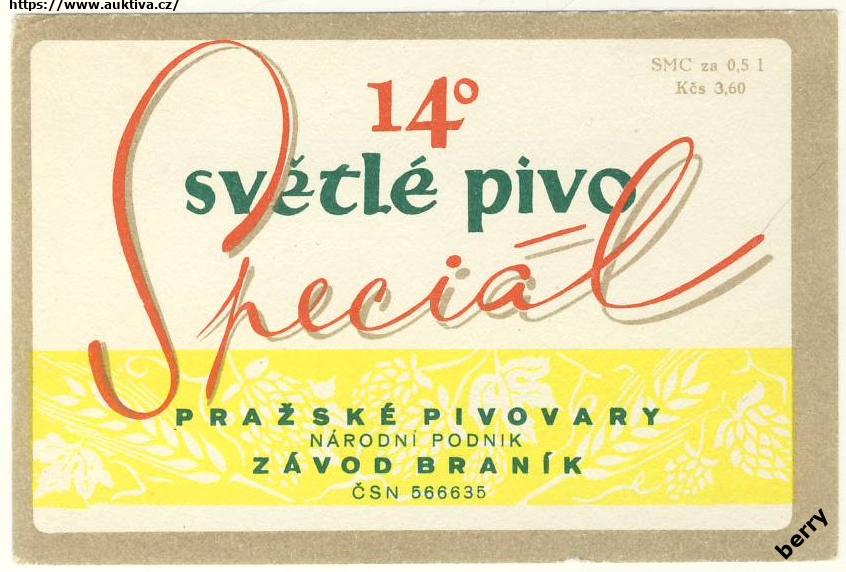 https://www.auktiva.cz/
SMC za 0,5 l
Kčs 3,60
14°
světlé pivo
Speciál
PRAŽSKÉ PIVOVARY
NÁRODNÍ PODNIK
ZÁVOD BRANÍK
ČSN 566635
berry